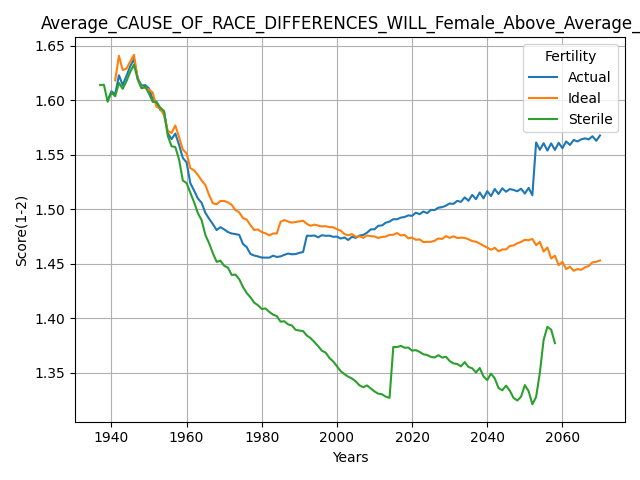 Average_CAUSE_OF_RACE_DIFFERENCES_WILL_Female_Above_Average_
1.65
1.60
1.55
1.50
1.45
1.40
1.35
Score(1-2)
Fertility
Actual
Ideal
Sterile
1940 1960 1980 2000 2020 2040 2060
Years